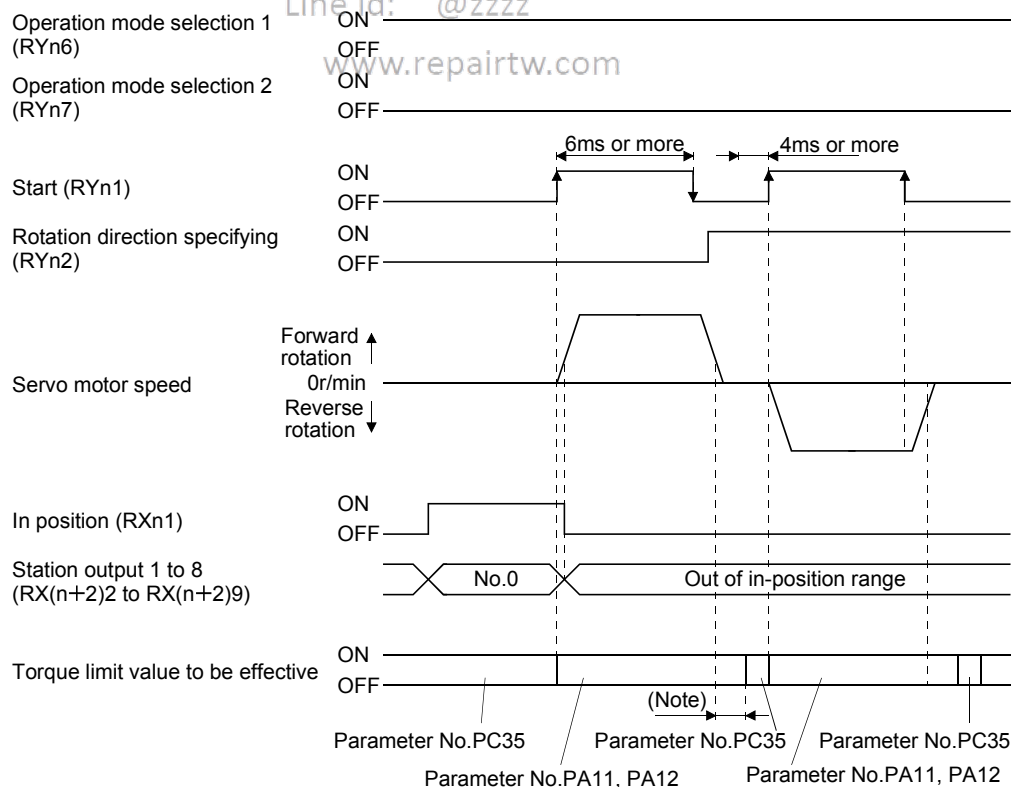 Line id: @zzzz
Operation mode selection 1
(RYn6)
ON
OFF
www.repairtw.com
Operation mode selection 2
(RYn7)
ON
OFF
6ms or more
4ms or more
Start (RYn1)
ON
OFF
Rotation direction specifying
(RYn2)
ON
OFF
Forward
rotation
Servo motor speed
0r/min
Reverse
rotation
In position (RXn1)
ON
OFF
Station output 1 to 8
(RX(n+2)2 to RX(n+2)9)
No.0
Out of in-position range
Torque limit value to be effective
ON
OFF
(Note)
Parameter No.PC35
Parameter No.PC35
Parameter No.PC35
Parameter No.PA11, PA12
Parameter No.PA11, PA12